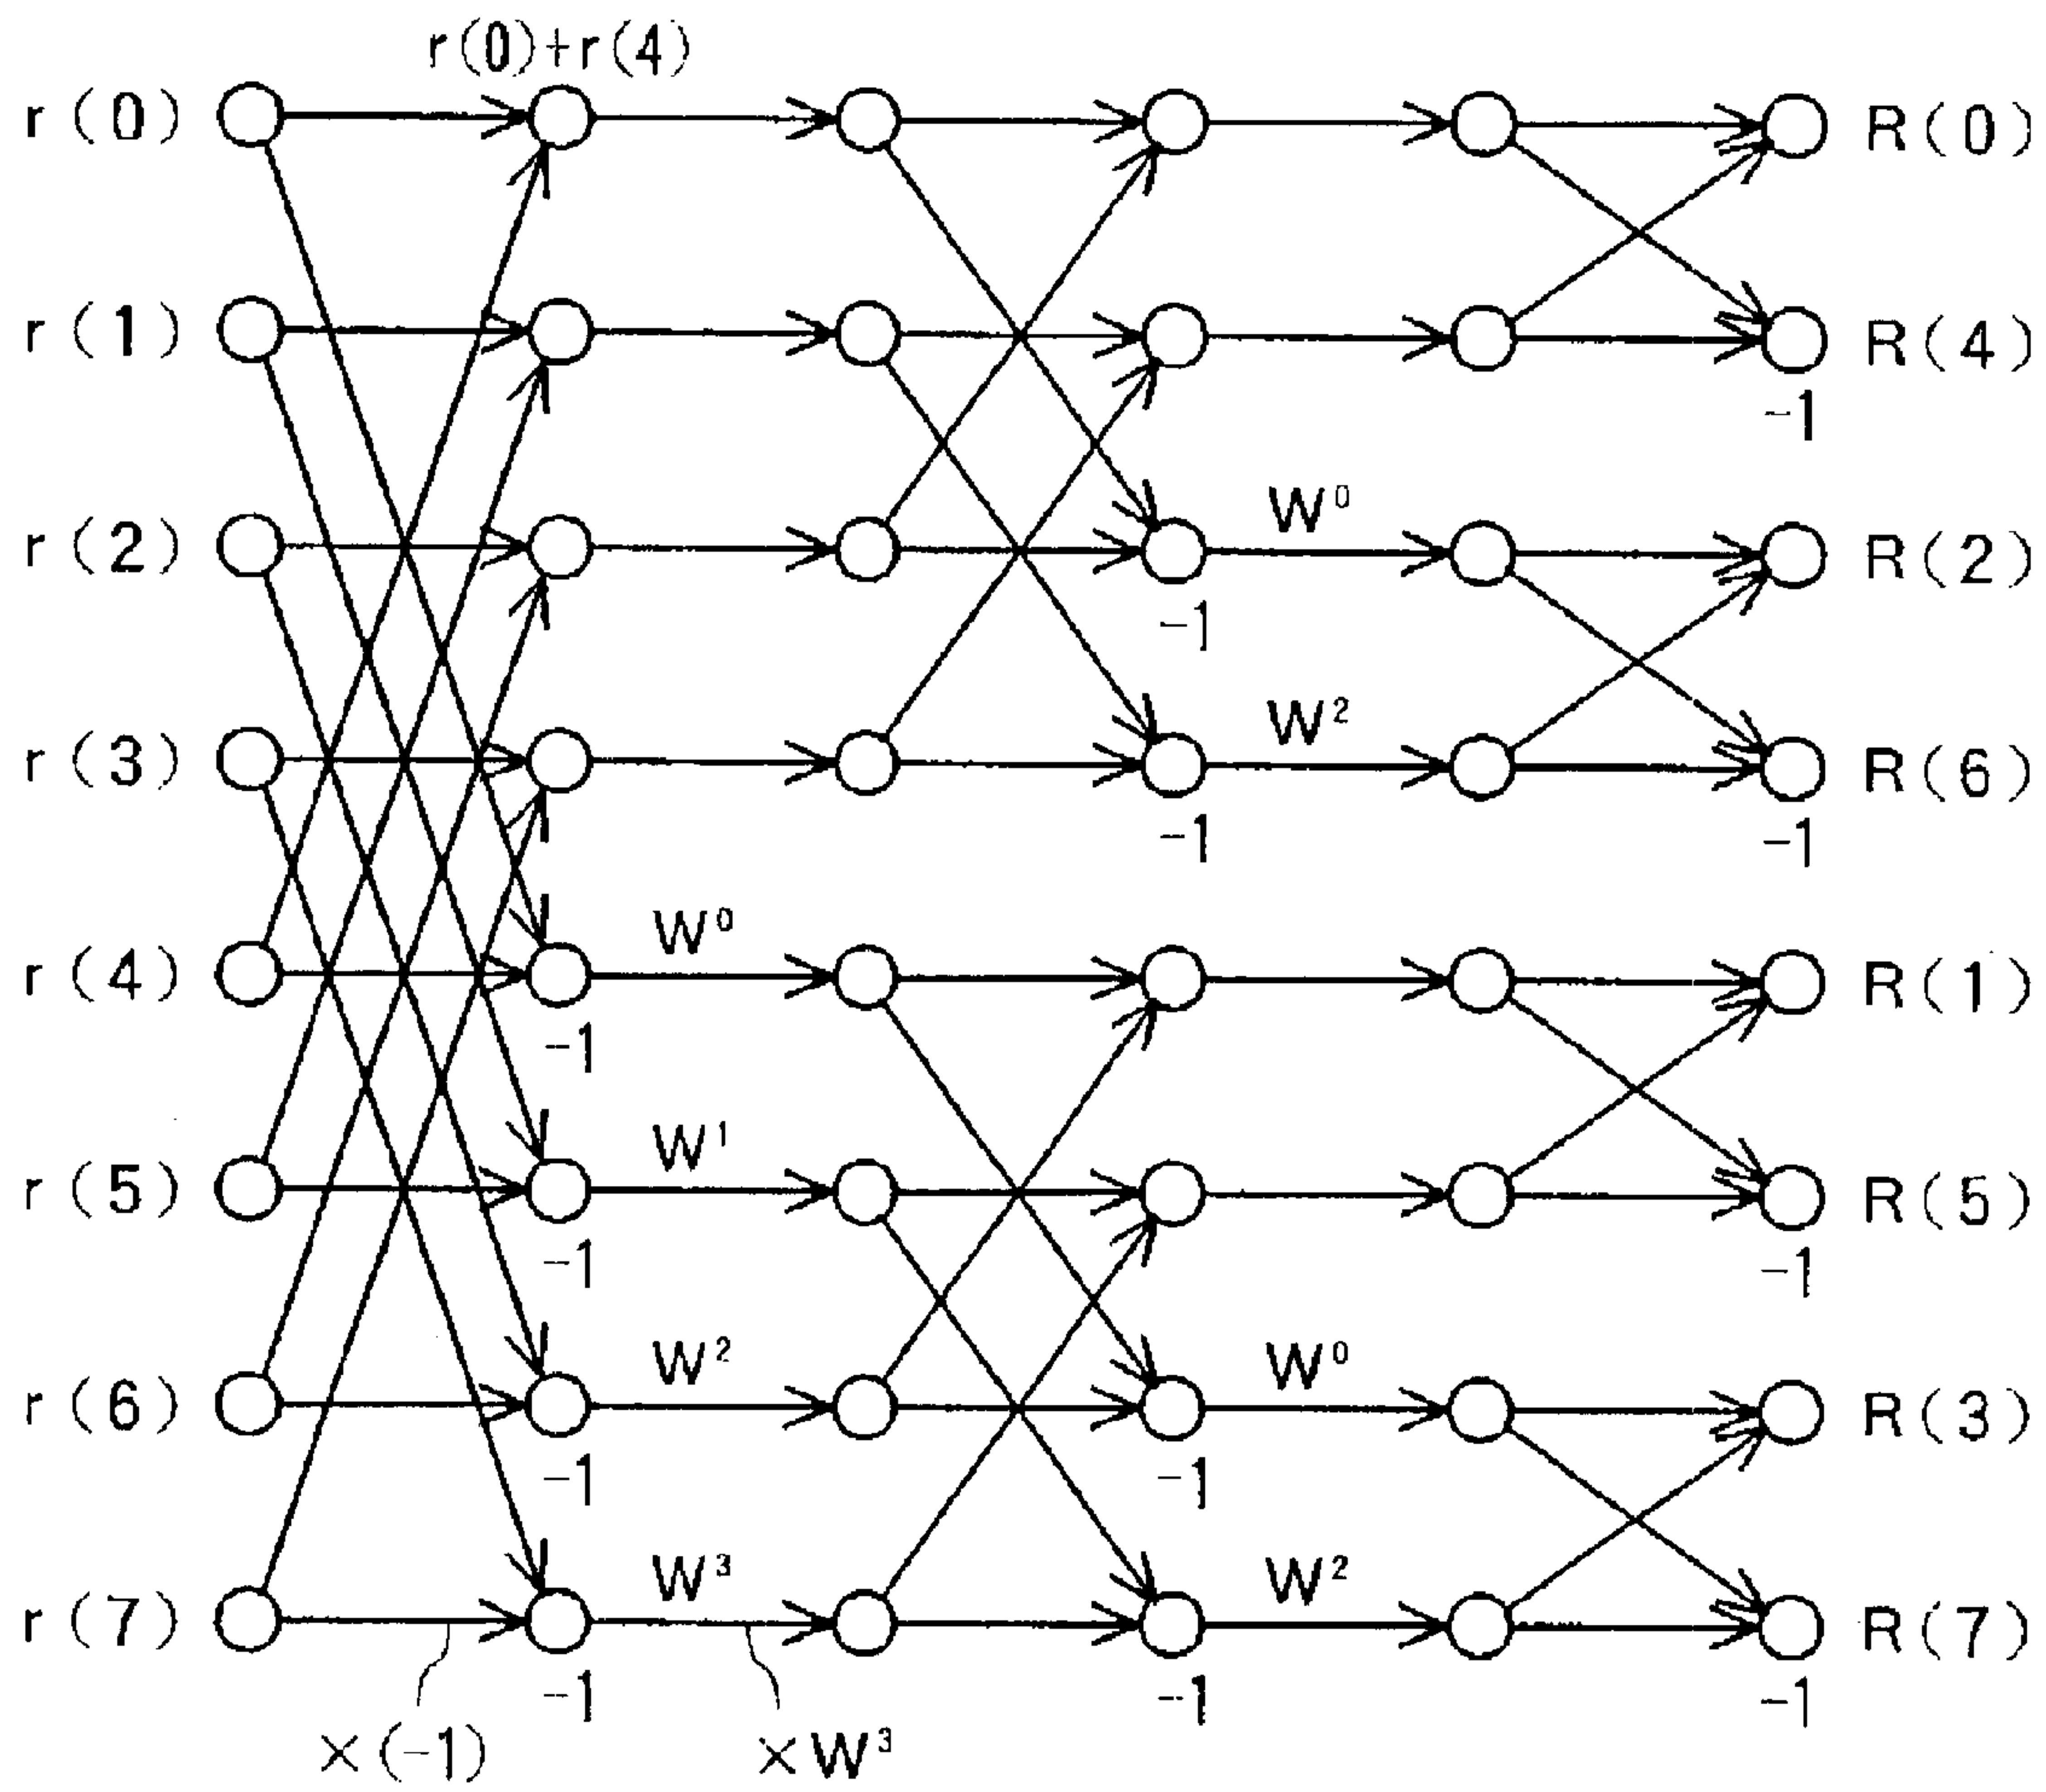 r(0)+r(4)
r(0) R(0)
r(1) R(4)
-1
W⁰
r(2) R(2)
-1
W²
r(3) R(6)
-1 -1
W⁰
r(4) R(1)
-1
W¹
r(5) R(5)
-1 -1
W² W⁰
r(6) R(3)
-1 -1
W³ W²
r(7) R(7)
-1 -1 -1
×(-1) ×W³